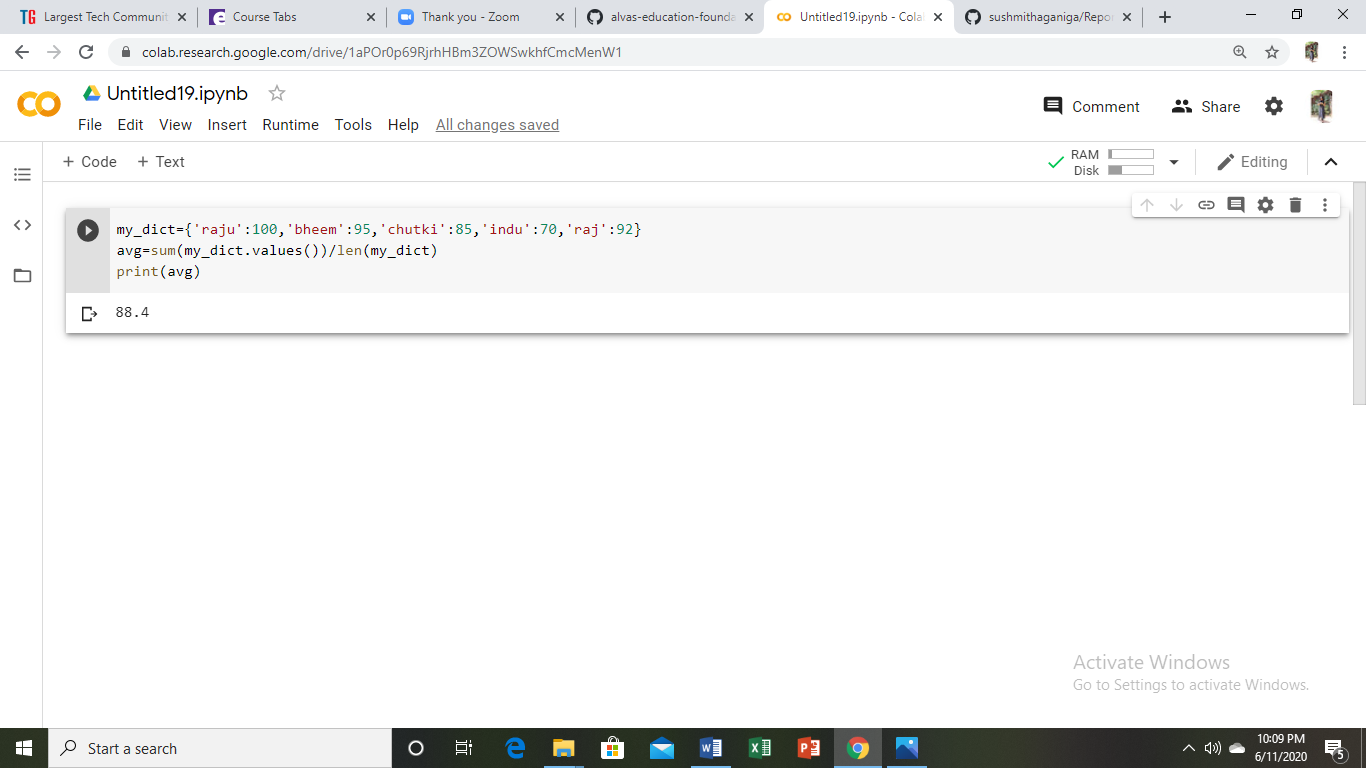 Largest Tech Communit
Course Tabs
Thank you - Zoom
alvas-education-founda
Untitled19.ipynb - Cola
sushmithaganiga/Repo
colab.research.google.com/drive/1aPOr0p69RjrhHBm3ZOWSwkhfCmcMenW1
Untitled19.ipynb
File Edit View Insert Runtime Tools Help All changes saved
Comment Share
+ Code + Text
RAM
Disk
Editing
my_dict={'raju':100,'bheem':95,'chutki':85,'indu':70,'raj':92}
avg=sum(my_dict.values())/len(my_dict)
print(avg)
88.4
Activate Windows
Go to Settings to activate Windows.
Start a search
10:09 PM
6/11/2020
5